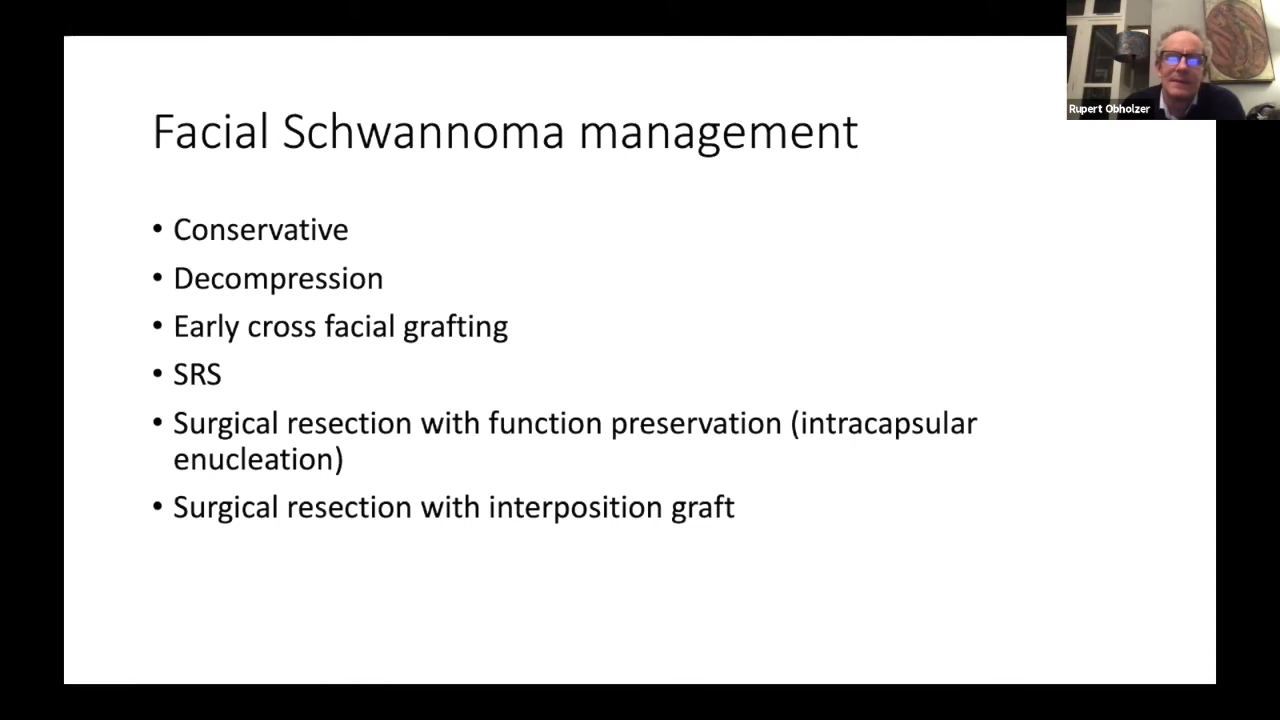 Rupert Obholzer
Facial Schwannoma management
• Conservative
• Decompression
• Early cross facial grafting
• SRS
• Surgical resection with function preservation (intracapsular
enucleation)
• Surgical resection with interposition graft